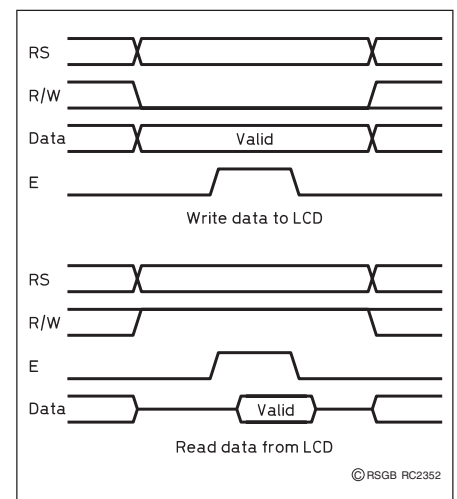 RS
R/W
Data Valid
E
Write data to LCD
RS
R/W
E
Data Valid
Read data from LCD
© RSGB RC2352